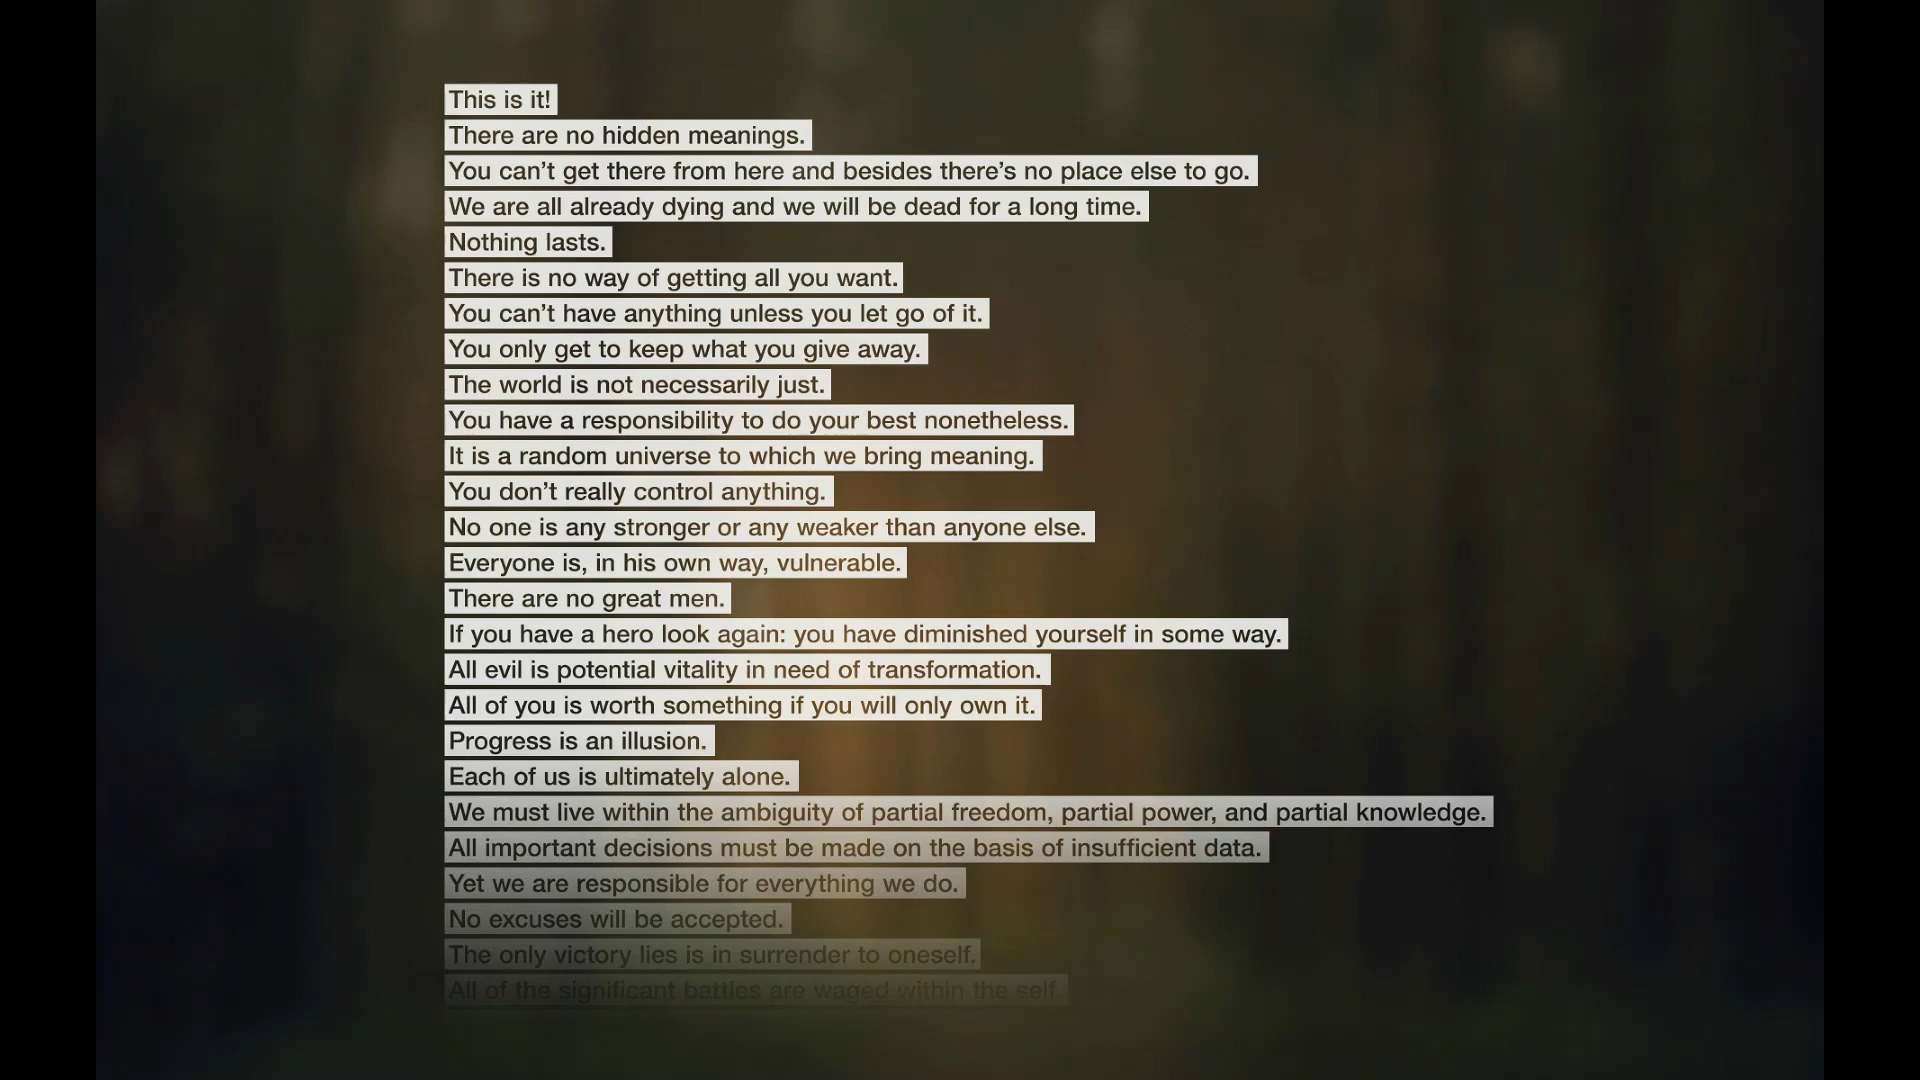 This is it!
There are no hidden meanings.
You can’t get there from here and besides there’s no place else to go.
We are all already dying and we will be dead for a long time.
Nothing lasts.
There is no way of getting all you want.
You can’t have anything unless you let go of it.
You only get to keep what you give away.
The world is not necessarily just.
You have a responsibility to do your best nonetheless.
It is a random universe to which we bring meaning.
You don’t really control anything.
No one is any stronger or any weaker than anyone else.
Everyone is, in his own way, vulnerable.
There are no great men.
If you have a hero look again: you have diminished yourself in some way.
All evil is potential vitality in need of transformation.
All of you is worth something if you will only own it.
Progress is an illusion.
Each of us is ultimately alone.
We must live within the ambiguity of partial freedom, partial power, and partial knowledge.
All important decisions must be made on the basis of insufficient data.
Yet we are responsible for everything we do.
No excuses will be accepted.
The only victory lies is in surrender to oneself.
All of the significant battles are waged within the self.